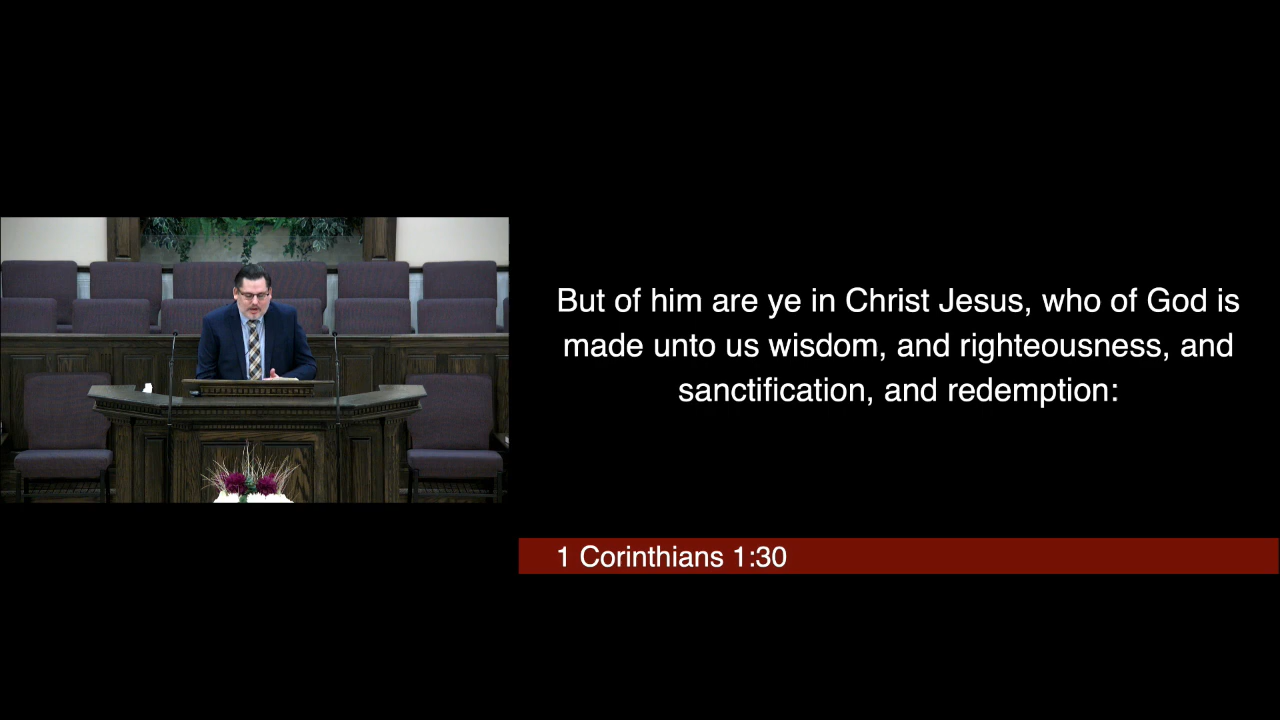 But of him are ye in Christ Jesus, who of God is
made unto us wisdom, and righteousness, and
sanctification, and redemption:
1 Corinthians 1:30